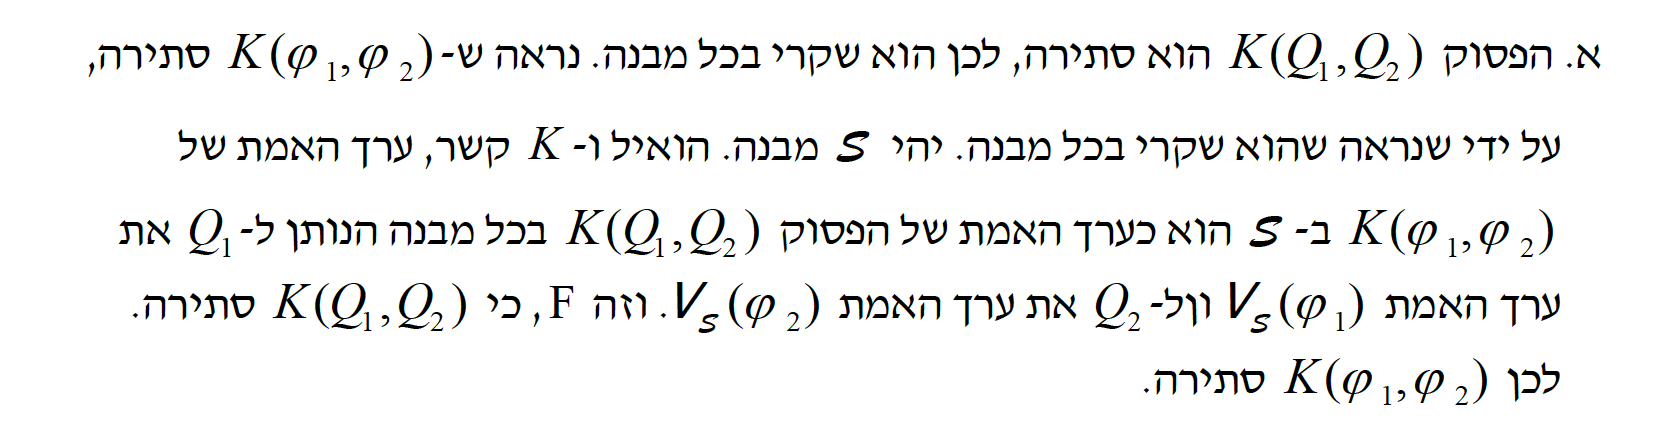 א. הפסוק K(Q₁,Q₂) הוא סתירה, לכן הוא שקרי בכל מבנה. נראה ש-K(φ₁,φ₂) סתירה,
על ידי שנראה שהוא שקרי בכל מבנה. יהי S מבנה. הואיל ו- K קשר, ערך האמת של
K(φ₁,φ₂) ב- S הוא כערך האמת של הפסוק K(Q₁,Q₂) בכל מבנה הנותן ל-Q₁ את
ערך האמת V_S(φ₁) וןל-Q₂ את ערך האמת V_S(φ₂). וזה F, כי K(Q₁,Q₂) סתירה.
לכן K(φ₁,φ₂) סתירה.